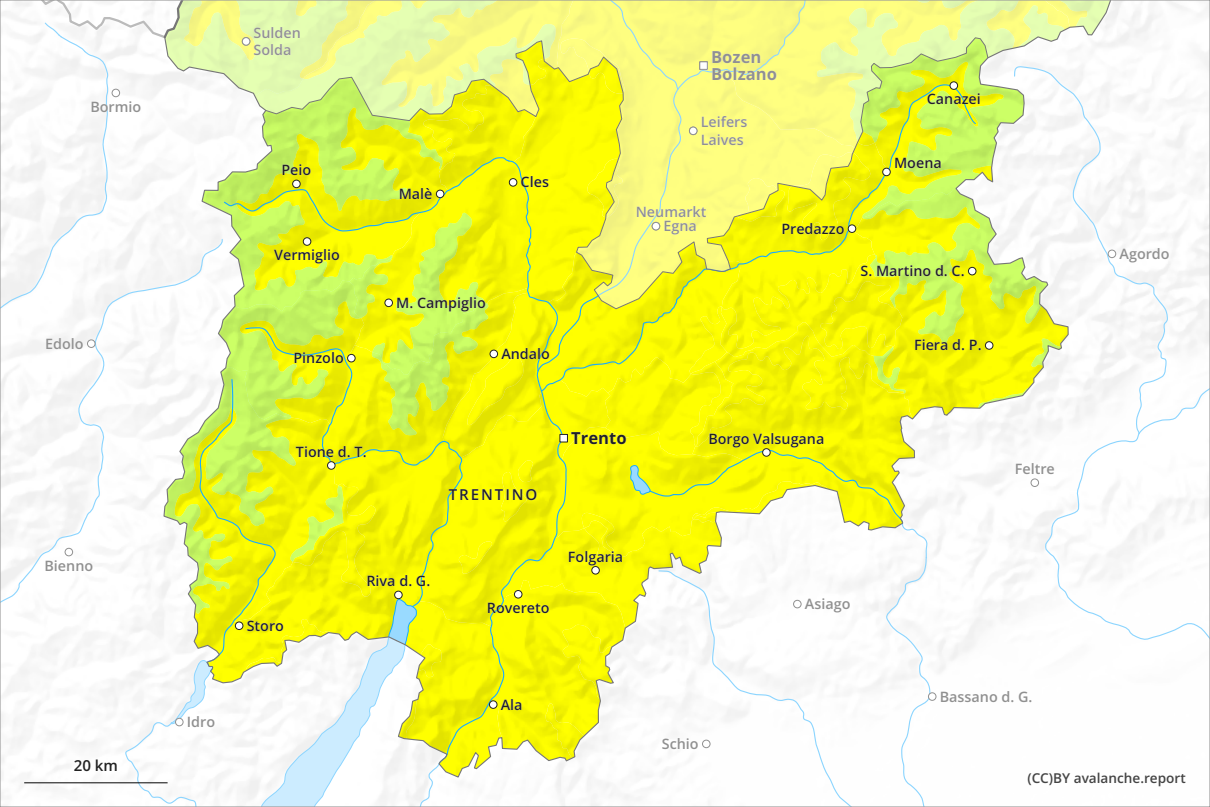 Sulden
Solda
Bozen
Bolzano
Bormio
Canazei
Leifers
Laives
Peio
Moena
Malè
Cles
Neumarkt
Egna
Predazzo
Vermiglio
Agordo
S. Martino d. C.
M. Campiglio
Edolo
Pinzolo
Andalo
Fiera d. P.
Trento
Borgo Valsugana
Tione d. T.
Feltre
TRENTINO
Bienno
Folgaria
Riva d. G.
Rovereto
Asiago
Storo
Bassano d. G.
Ala
Idro
Schio
20 km
(CC)BY avalanche.report